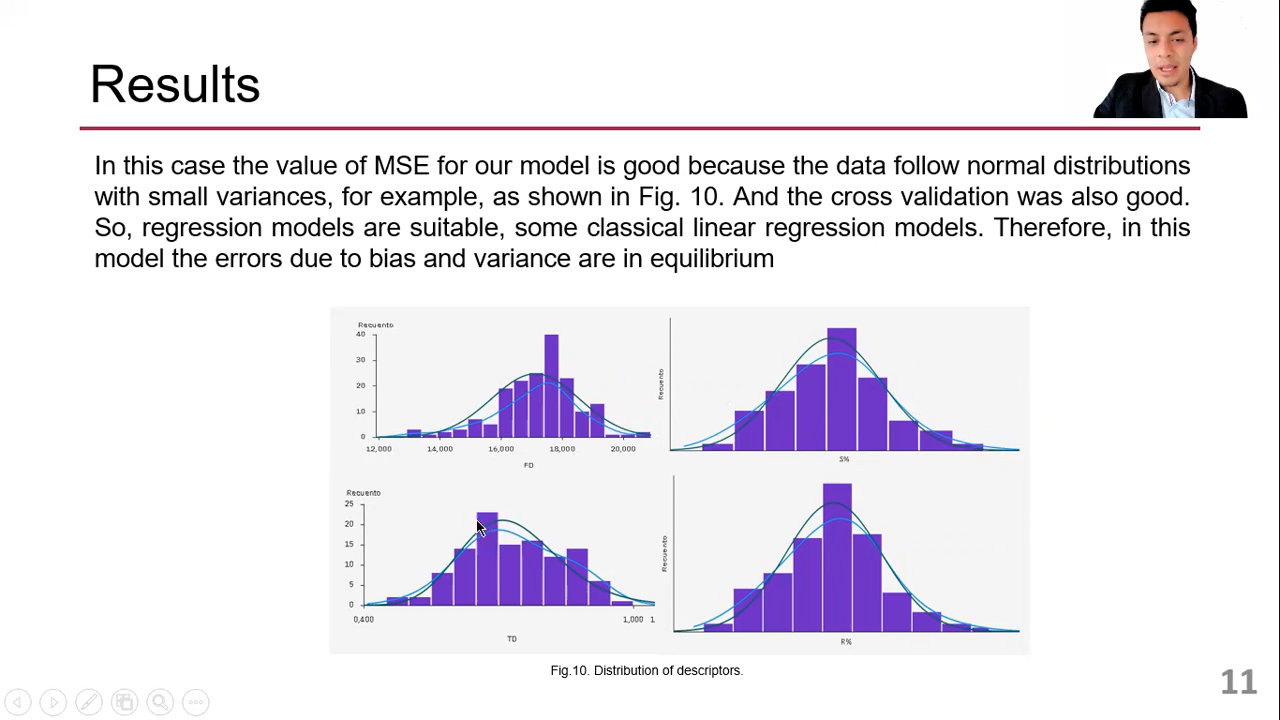 Results
In this case the value of MSE for our model is good because the data follow normal distributions
with small variances, for example, as shown in Fig. 10. And the cross validation was also good.
So, regression models are suitable, some classical linear regression models. Therefore, in this
model the errors due to bias and variance are in equilibrium
Recuento
40
30
20
10
0
12,000 14,000 16,000 18,000 20,000
FD
Recuento
S%
Recuento
25
20
15
10
5
0
0,400 1,000 1
TD
Recuento
R%
Fig.10. Distribution of descriptors.
11